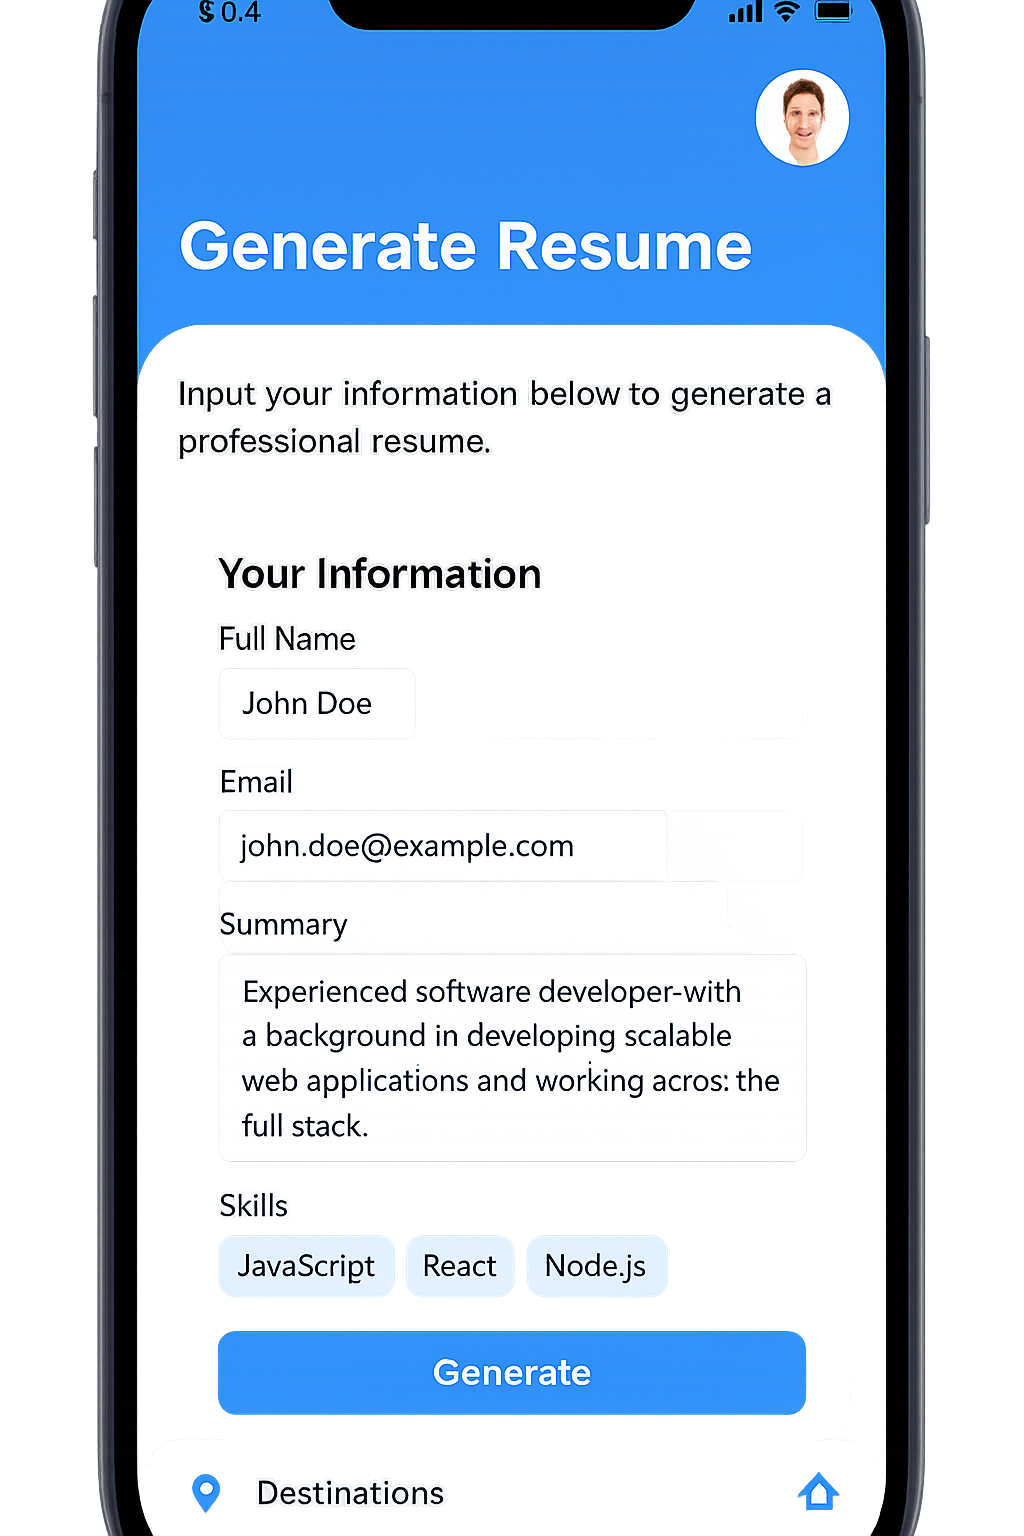 $0.4
Generate Resume
Input your information below to generate a
professional resume.
Your Information
Full Name
John Doe
Email
john.doe@example.com
Summary
Experienced software developer-with
a background in developing scalable
web applications and working acros: the
full stack.
Skills
JavaScript React Node.js
Generate
Destinations